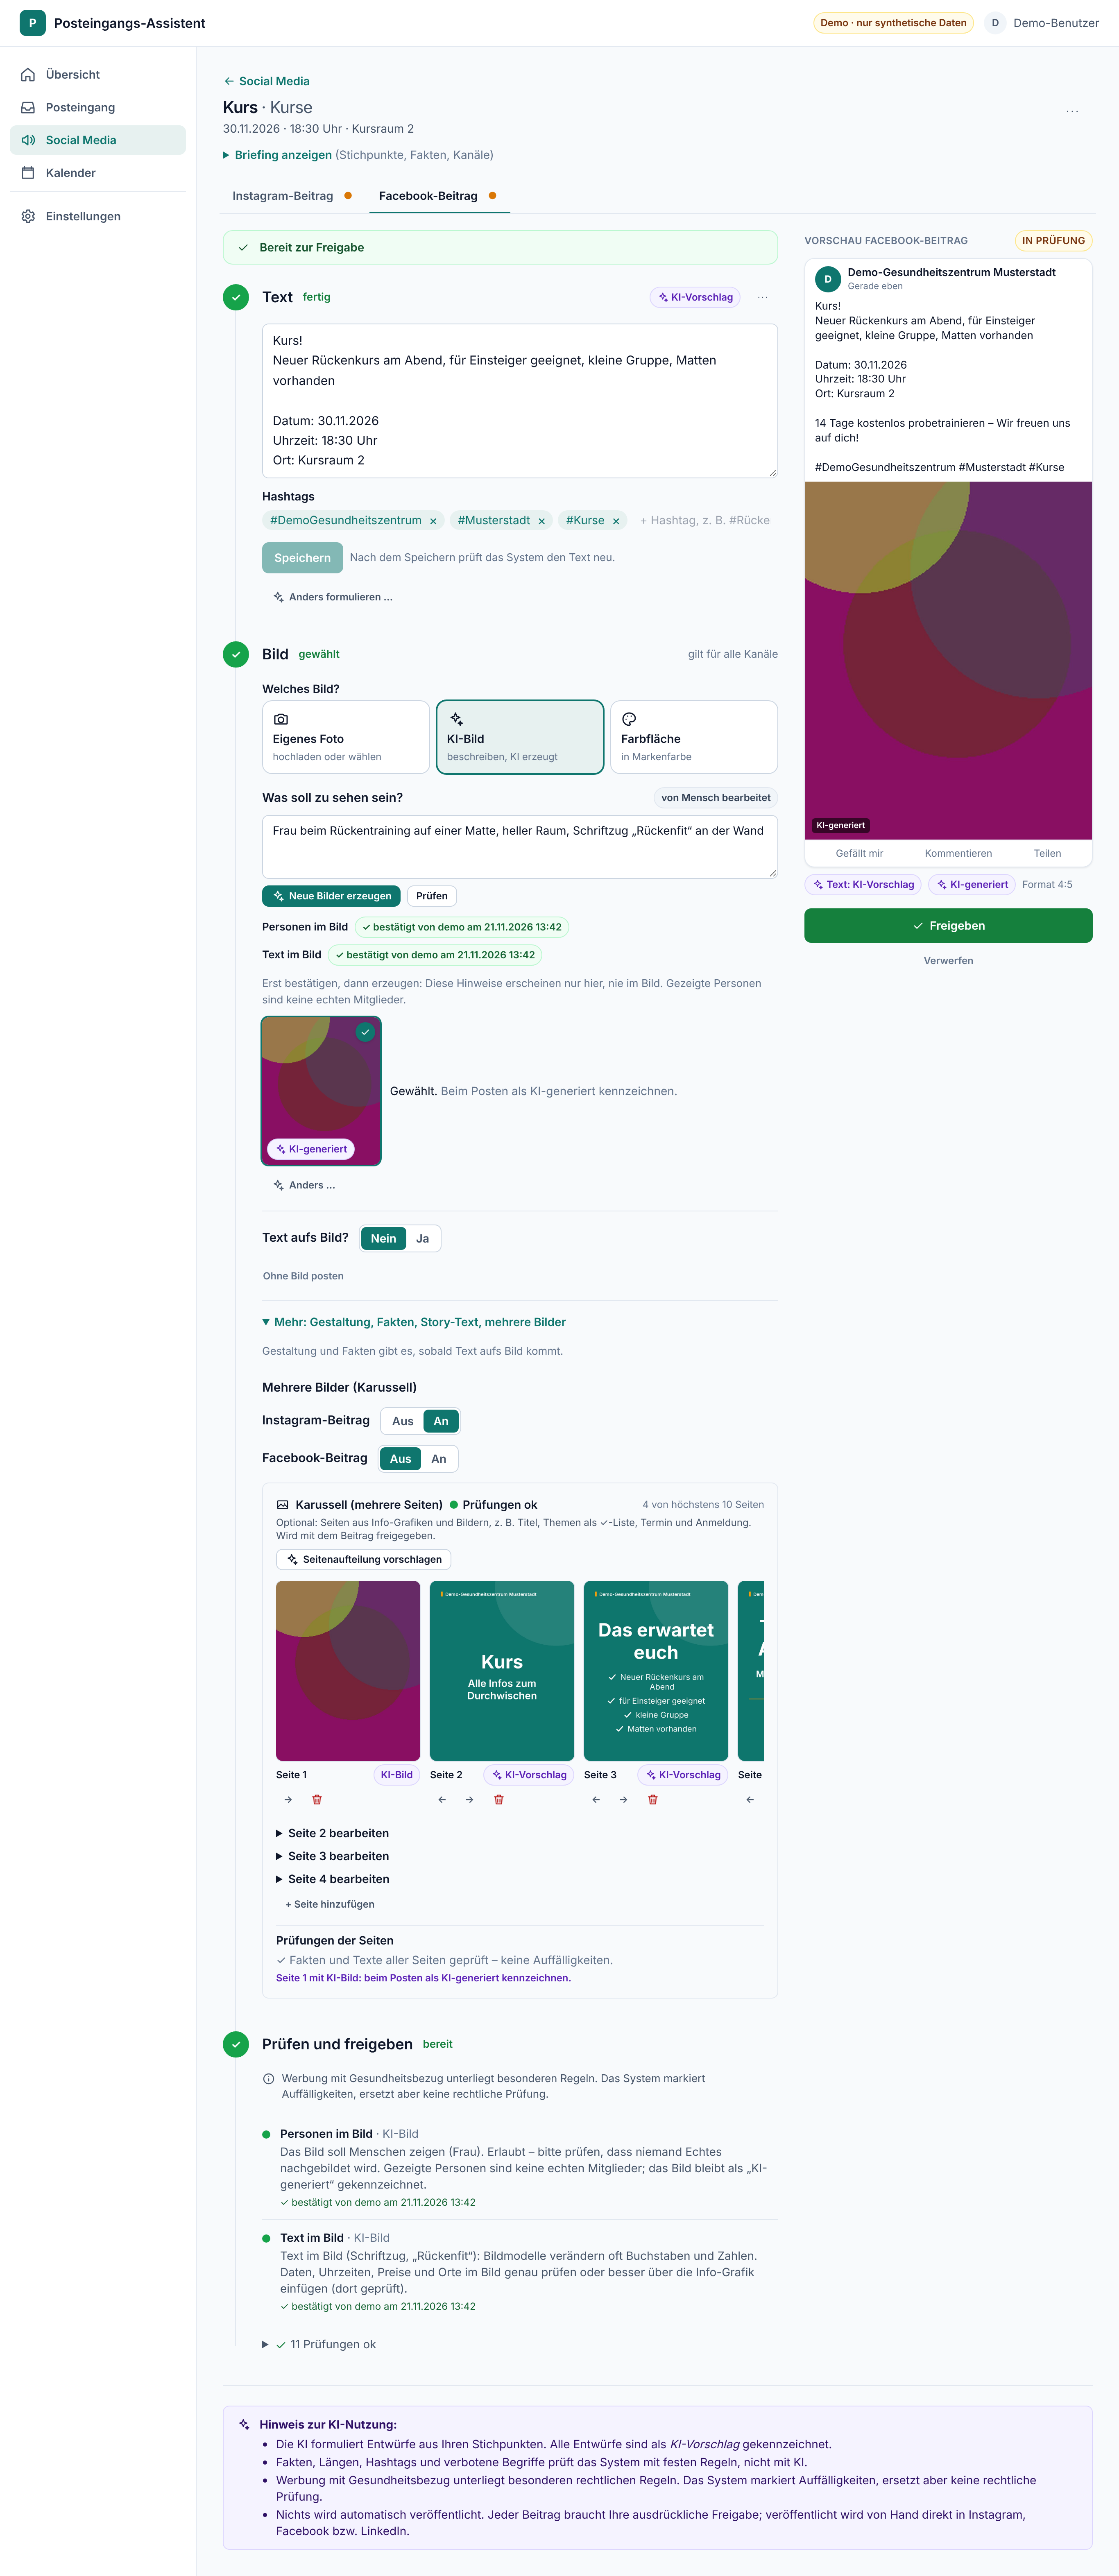 P Posteingangs-Assistent
Demo · nur synthetische Daten
D Demo-Benutzer
Übersicht
Posteingang
Social Media
Kalender
Einstellungen
← Social Media
Kurs · Kurse
...
30.11.2026 · 18:30 Uhr · Kursraum 2
▶ Briefing anzeigen (Stichpunkte, Fakten, Kanäle)
Instagram-Beitrag
Facebook-Beitrag
✓ Bereit zur Freigabe
Text fertig
KI-Vorschlag
...
Kurs!
Neuer Rückenkurs am Abend, für Einsteiger geeignet, kleine Gruppe, Matten
vorhanden
Datum: 30.11.2026
Uhrzeit: 18:30 Uhr
Ort: Kursraum 2
Hashtags
#DemoGesundheitszentrum × #Musterstadt × #Kurse × + Hashtag, z. B. #Rücke
Speichern Nach dem Speichern prüft das System den Text neu.
Anders formulieren ...
Bild gewählt
gilt für alle Kanäle
Welches Bild?
Eigenes Foto
hochladen oder wählen
KI-Bild
beschreiben, KI erzeugt
Farbfläche
in Markenfarbe
Was soll zu sehen sein?
von Mensch bearbeitet
Frau beim Rückentraining auf einer Matte, heller Raum, Schriftzug „Rückenfit“ an der Wand
Neue Bilder erzeugen
Prüfen
Personen im Bild ✓ bestätigt von demo am 21.11.2026 13:42
Text im Bild ✓ bestätigt von demo am 21.11.2026 13:42
Erst bestätigen, dann erzeugen: Diese Hinweise erscheinen nur hier, nie im Bild. Gezeigte Personen
sind keine echten Mitglieder.
KI-generiert
Gewählt. Beim Posten als KI-generiert kennzeichnen.
Anders ...
Text aufs Bild? Nein Ja
Ohne Bild posten
▼ Mehr: Gestaltung, Fakten, Story-Text, mehrere Bilder
Gestaltung und Fakten gibt es, sobald Text aufs Bild kommt.
Mehrere Bilder (Karussell)
Instagram-Beitrag Aus An
Facebook-Beitrag Aus An
Karussell (mehrere Seiten) Prüfungen ok
4 von höchstens 10 Seiten
Optional: Seiten aus Info-Grafiken und Bildern, z. B. Titel, Themen als ✓-Liste, Termin und Anmeldung.
Wird mit dem Beitrag freigegeben.
Seitenaufteilung vorschlagen
Demo-Gesundheitszentrum Musterstadt
Kurs
Alle Infos zum
Durchwischen
Demo-Gesundheitszentrum Musterstadt
Das erwartet
euch
✓ Neuer Rückenkurs am
Abend
✓ für Einsteiger geeignet
✓ kleine Gruppe
✓ Matten vorhanden
Seite 1 KI-Bild
Seite 2 KI-Vorschlag
Seite 3 KI-Vorschlag
Seite
→
← →
← →
←
▶ Seite 2 bearbeiten
▶ Seite 3 bearbeiten
▶ Seite 4 bearbeiten
+ Seite hinzufügen
Prüfungen der Seiten
✓ Fakten und Texte aller Seiten geprüft – keine Auffälligkeiten.
Seite 1 mit KI-Bild: beim Posten als KI-generiert kennzeichnen.
Prüfen und freigeben bereit
Werbung mit Gesundheitsbezug unterliegt besonderen Regeln. Das System markiert
Auffälligkeiten, ersetzt aber keine rechtliche Prüfung.
Personen im Bild · KI-Bild
Das Bild soll Menschen zeigen (Frau). Erlaubt – bitte prüfen, dass niemand Echtes
nachgebildet wird. Gezeigte Personen sind keine echten Mitglieder; das Bild bleibt als „KI-
generiert“ gekennzeichnet.
✓ bestätigt von demo am 21.11.2026 13:42
Text im Bild · KI-Bild
Text im Bild (Schriftzug, „Rückenfit“): Bildmodelle verändern oft Buchstaben und Zahlen.
Daten, Uhrzeiten, Preise und Orte im Bild genau prüfen oder besser über die Info-Grafik
einfügen (dort geprüft).
✓ bestätigt von demo am 21.11.2026 13:42
▶ ✓ 11 Prüfungen ok
VORSCHAU FACEBOOK-BEITRAG
IN PRÜFUNG
D Demo-Gesundheitszentrum Musterstadt
Gerade eben
Kurs!
Neuer Rückenkurs am Abend, für Einsteiger
geeignet, kleine Gruppe, Matten vorhanden
Datum: 30.11.2026
Uhrzeit: 18:30 Uhr
Ort: Kursraum 2
14 Tage kostenlos probetrainieren – Wir freuen uns
auf dich!
#DemoGesundheitszentrum #Musterstadt #Kurse
KI-generiert
Gefällt mir Kommentieren Teilen
Text: KI-Vorschlag KI-generiert Format 4:5
✓ Freigeben
Verwerfen
Hinweis zur KI-Nutzung:
• Die KI formuliert Entwürfe aus Ihren Stichpunkten. Alle Entwürfe sind als KI-Vorschlag gekennzeichnet.
• Fakten, Längen, Hashtags und verbotene Begriffe prüft das System mit festen Regeln, nicht mit KI.
• Werbung mit Gesundheitsbezug unterliegt besonderen rechtlichen Regeln. Das System markiert Auffälligkeiten, ersetzt aber keine rechtliche
Prüfung.
• Nichts wird automatisch veröffentlicht. Jeder Beitrag braucht Ihre ausdrückliche Freigabe; veröffentlicht wird von Hand direkt in Instagram,
Facebook bzw. LinkedIn.